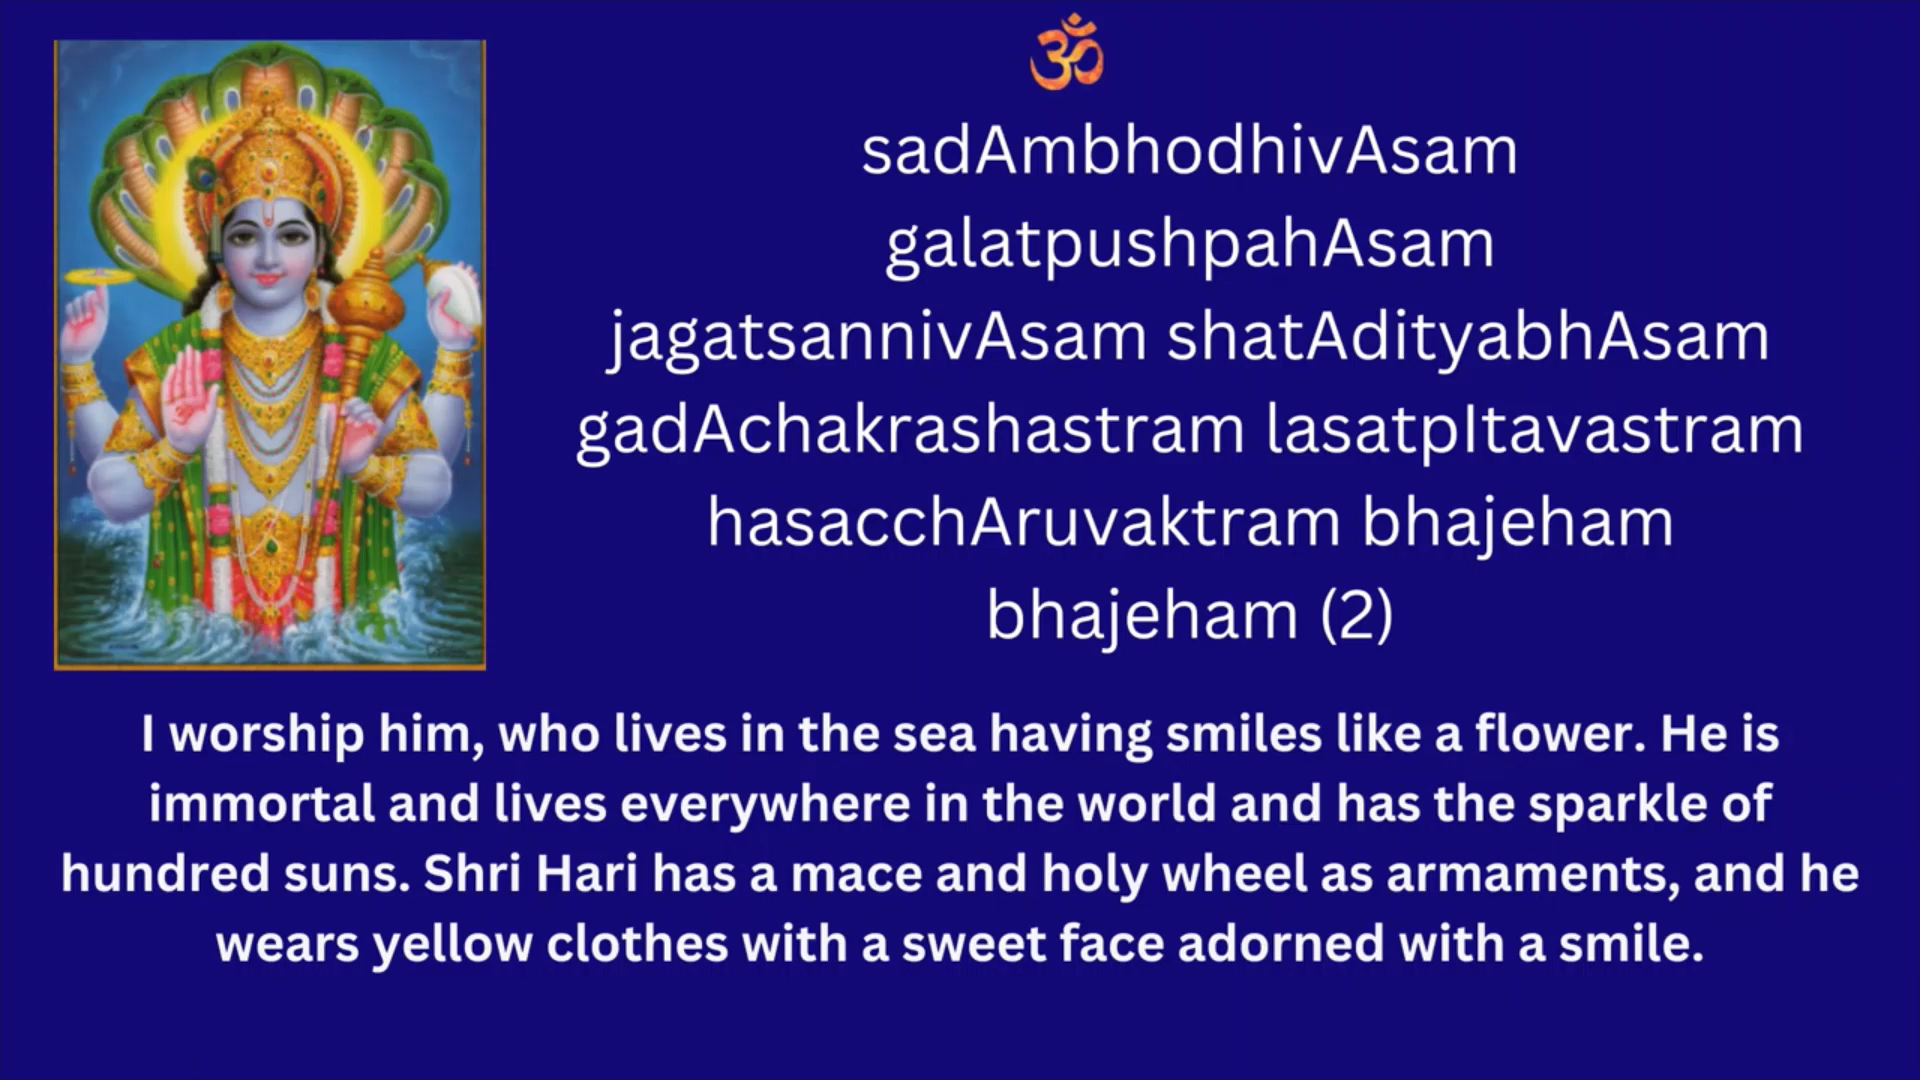 ॐ
sadAmbhodhivAsam
galatpushpahAsam
jagatsannivAsam shatAdityabhAsam
gadAchakrashastram lasatpItavastram
hasacchAruvaktram bhajeham
bhajeham (2)
I worship him, who lives in the sea having smiles like a flower. He is
immortal and lives everywhere in the world and has the sparkle of
hundred suns. Shri Hari has a mace and holy wheel as armaments, and he
wears yellow clothes with a sweet face adorned with a smile.